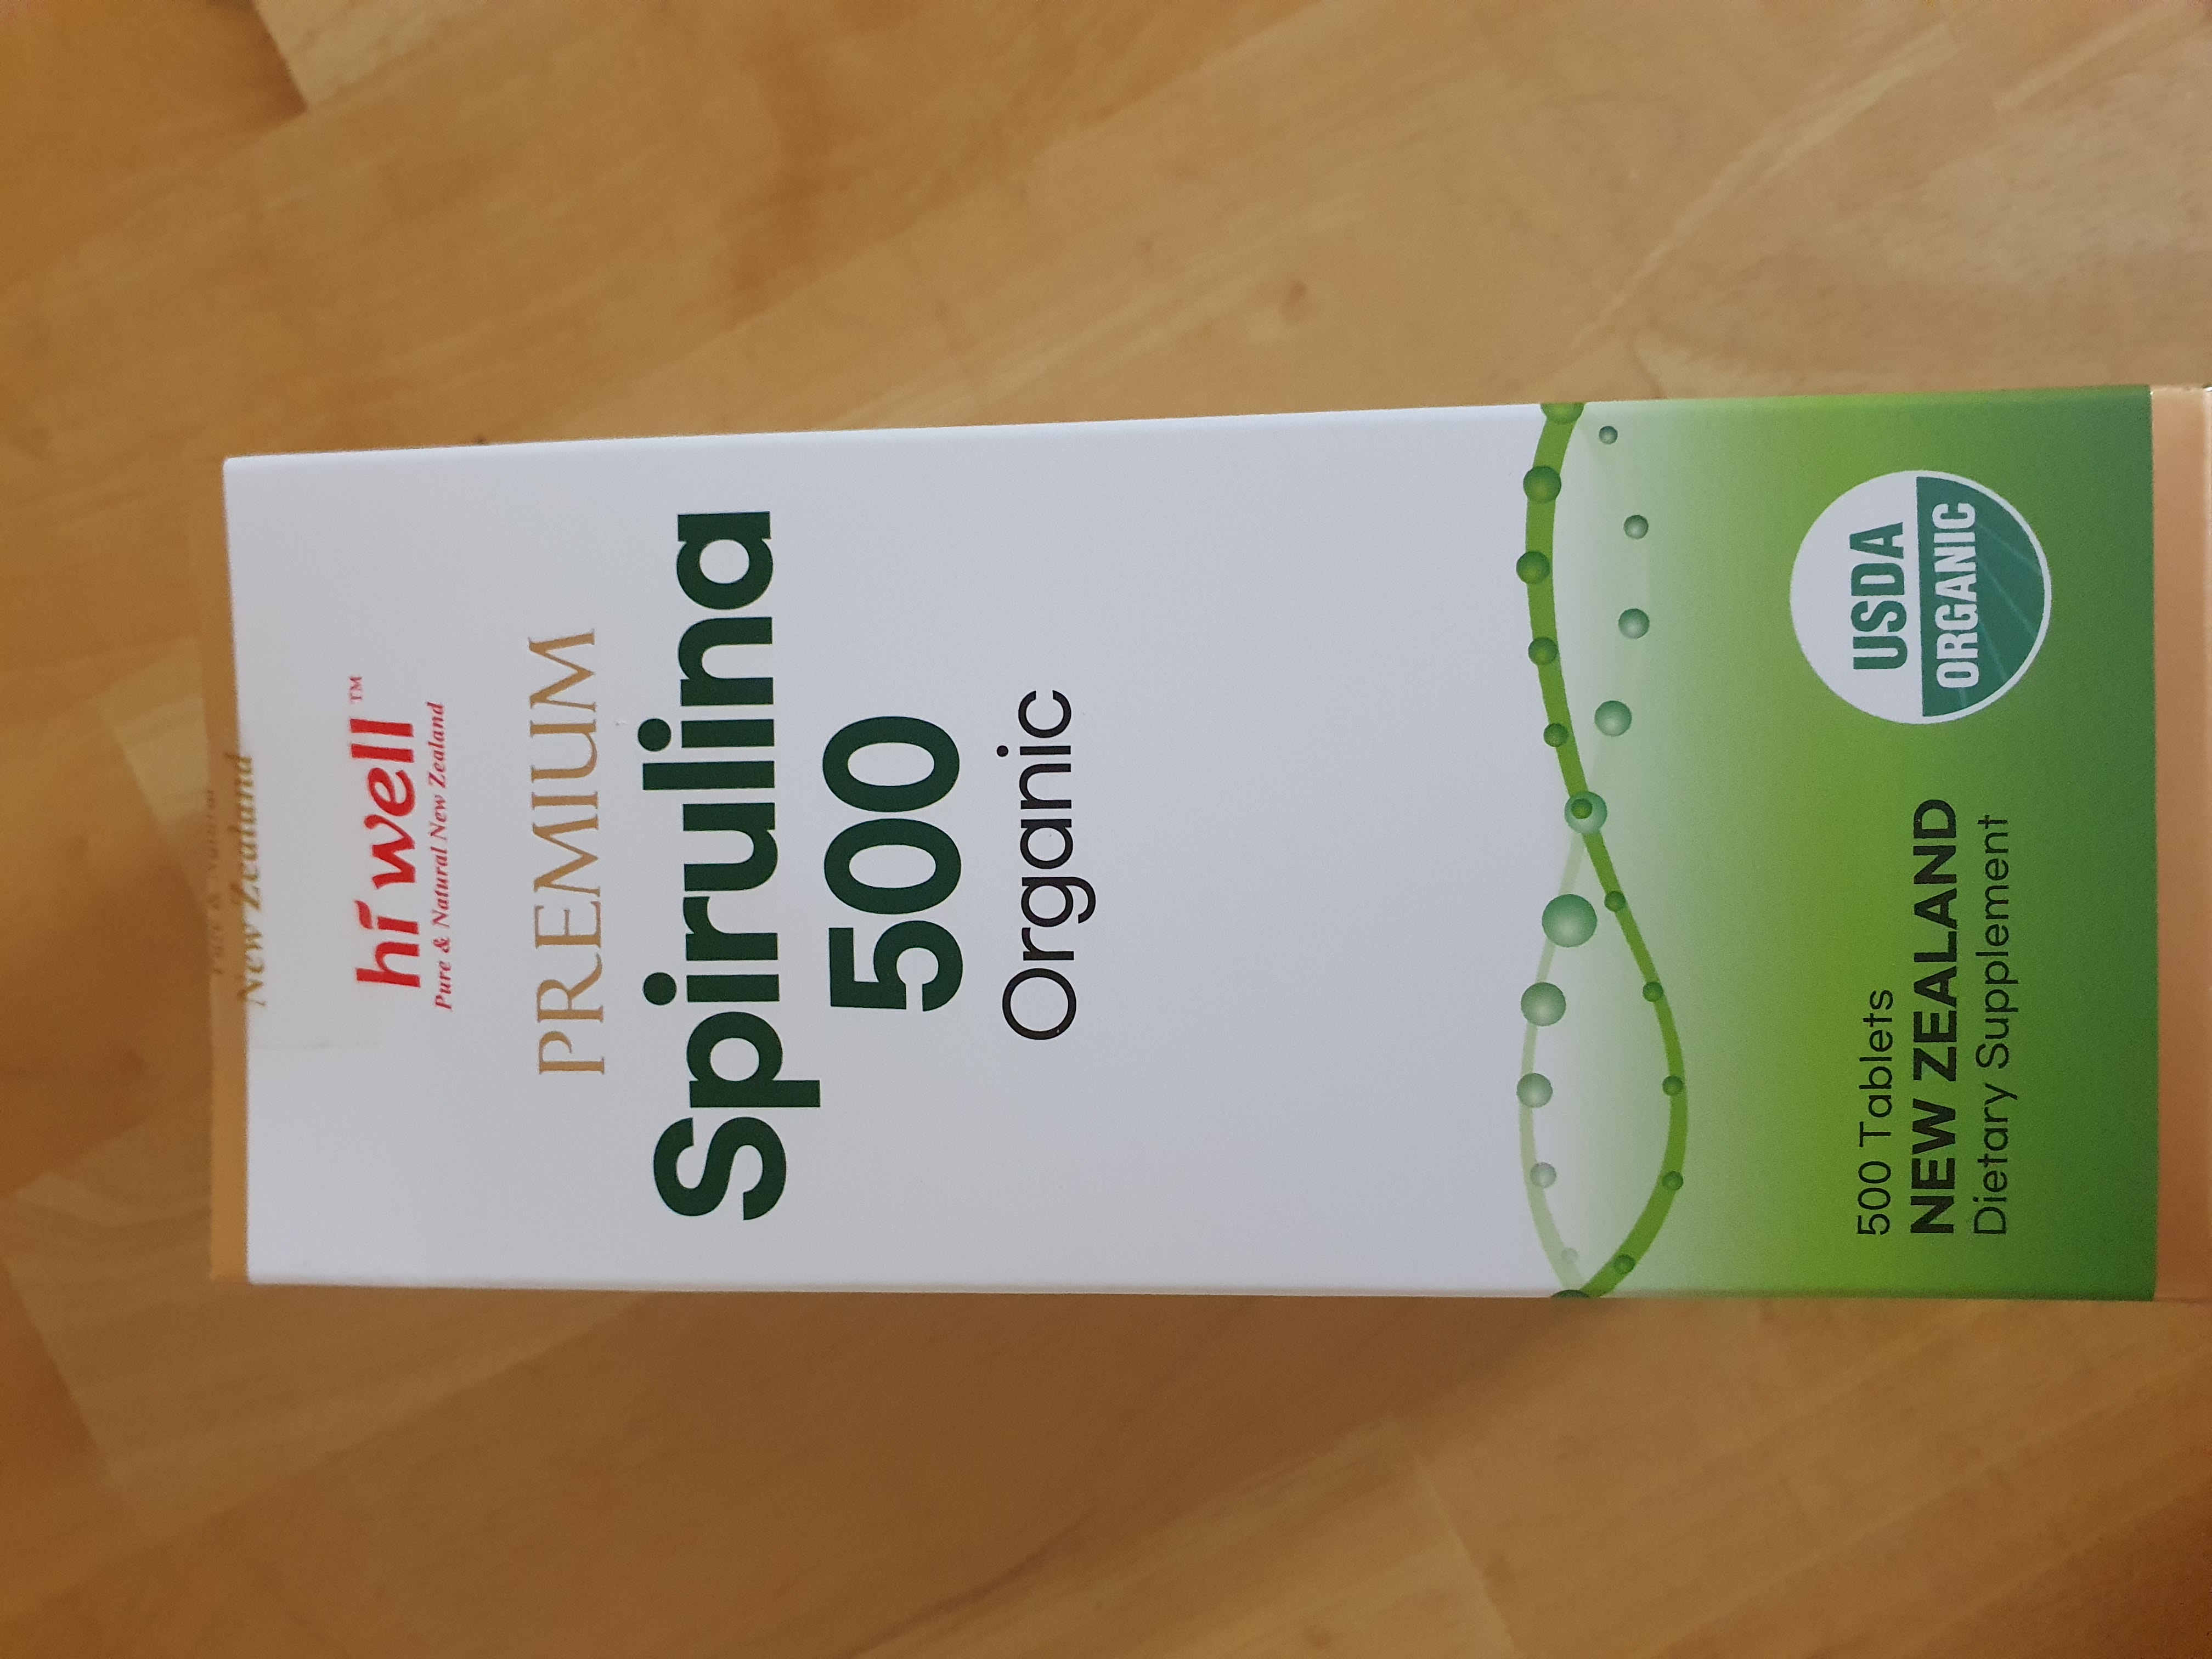 New Zealand
hi well™
Pure & Natural New Zealand
PREMIUM
Spirulina
500
Organic
500 Tablets
NEW ZEALAND
Dietary Supplement
USDA
ORGANIC